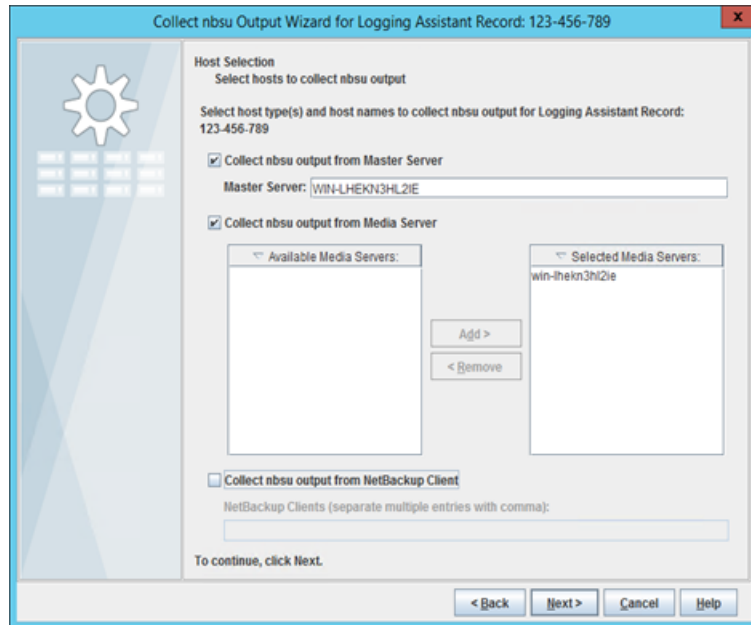 Collect nbsu Output Wizard for Logging Assistant Record: 123-456-789
x
Host Selection
Select hosts to collect nbsu output
Select host type(s) and host names to collect nbsu output for Logging Assistant Record:
123-456-789
Collect nbsu output from Master Server
Master Server: WIN-LHEKN3HL2IE
Collect nbsu output from Media Server
Available Media Servers: Selected Media Servers:
win-lhekn3hl2ie
Add >
< Remove
Collect nbsu output from NetBackup Client
NetBackup Clients (separate multiple entries with comma):
To continue, click Next.
< Back Next > Cancel Help